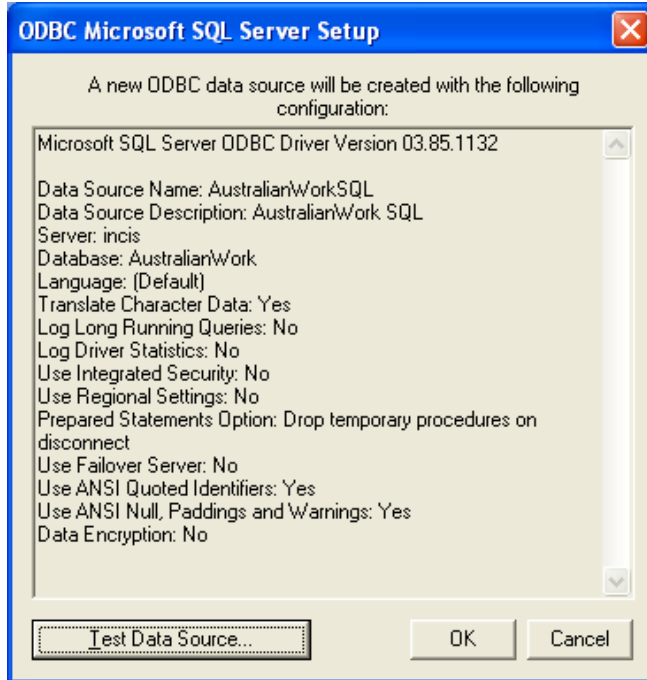 ODBC Microsoft SQL Server Setup
A new ODBC data source will be created with the following
configuration:
Microsoft SQL Server ODBC Driver Version 03.85.1132
Data Source Name: AustralianWorkSQL
Data Source Description: AustralianWork SQL
Server: incis
Database: AustralianWork
Language: (Default)
Translate Character Data: Yes
Log Long Running Queries: No
Log Driver Statistics: No
Use Integrated Security: No
Use Regional Settings: No
Prepared Statements Option: Drop temporary procedures on
disconnect
Use Failover Server: No
Use ANSI Quoted Identifiers: Yes
Use ANSI Null, Paddings and Warnings: Yes
Data Encryption: No
Test Data Source... OK Cancel